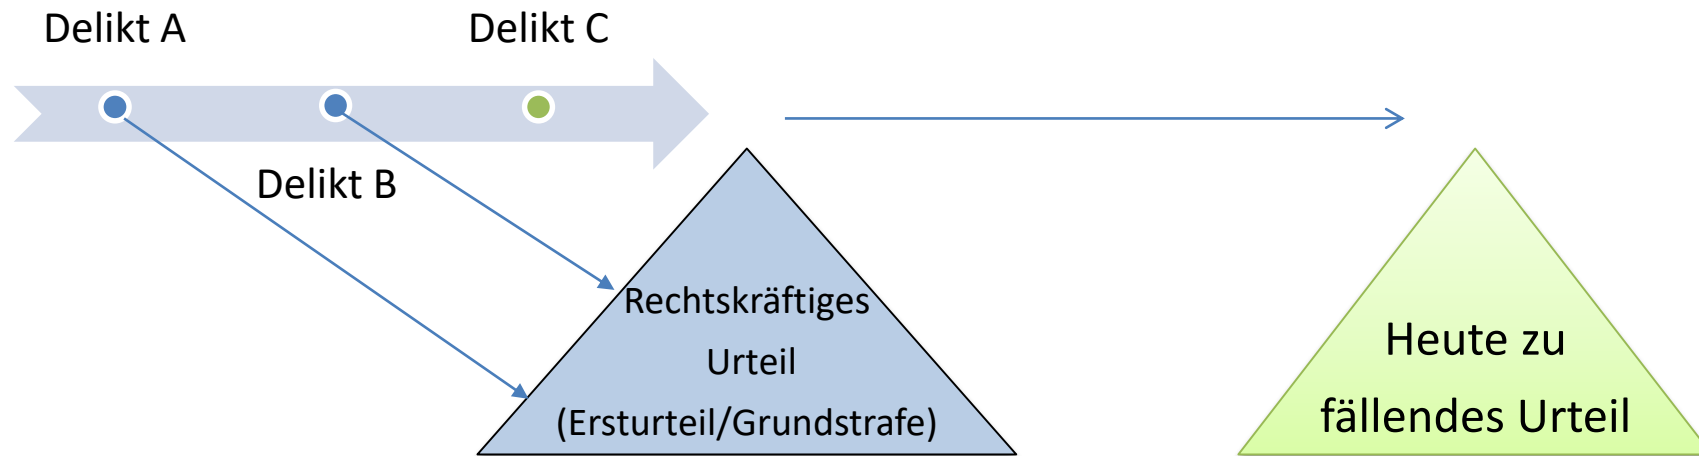 Delikt A
Delikt C
Delikt B
Rechtskräftiges
Urteil
(Ersturteil/Grundstrafe)
Heute zu
fällendes Urteil